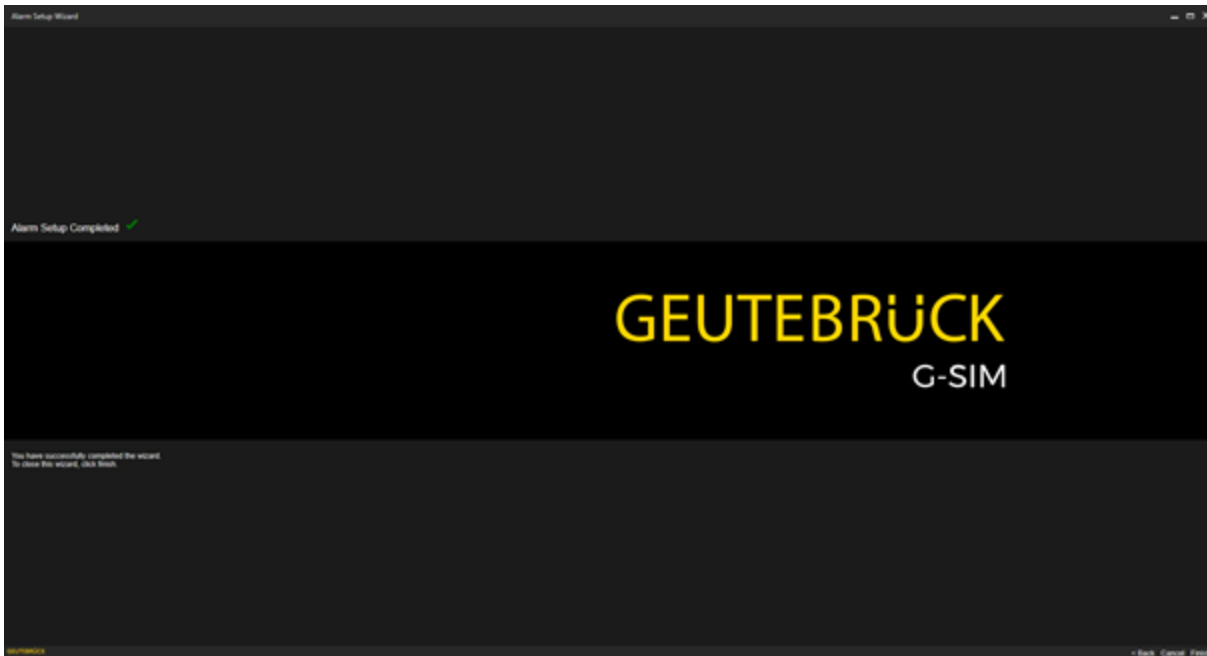 Alarm Setup Wizard
Alarm Setup Completed
GEUTEBRÜCK
G-SIM
You have successfully completed the wizard.
To close this wizard, click finish.
GEUTEBRÜCK
< Back Cancel Finish